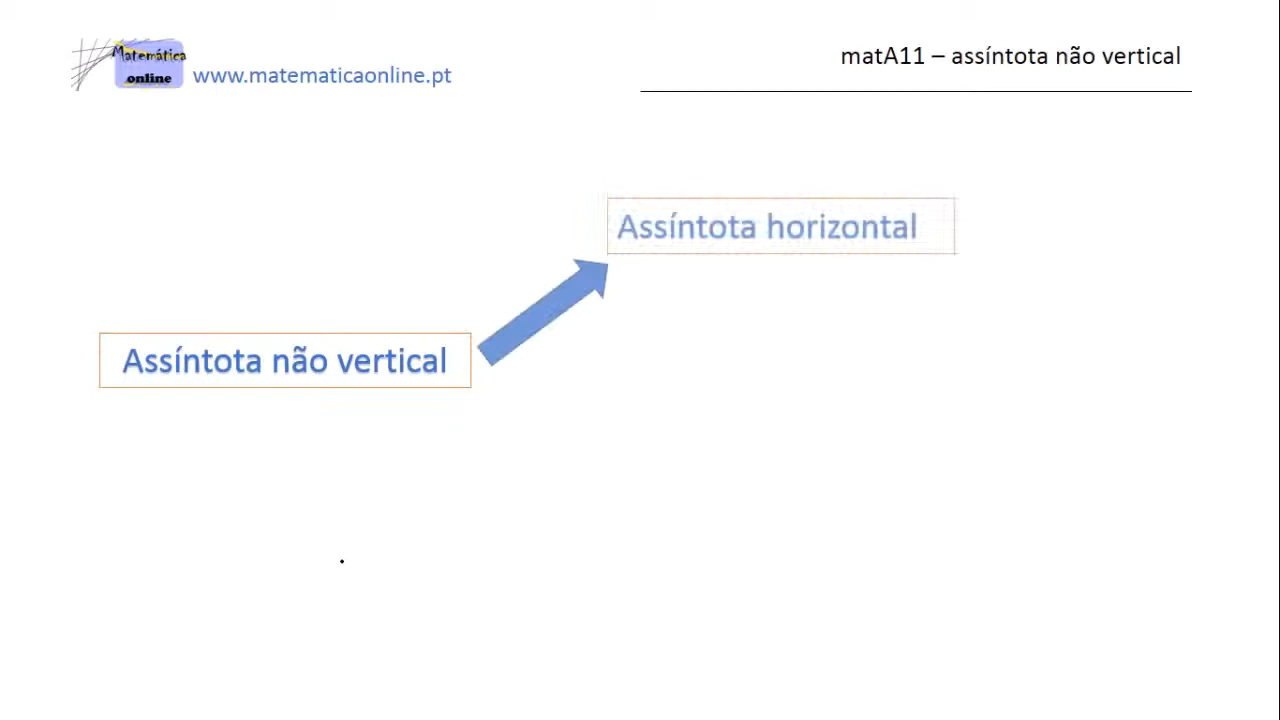 Matemática
online
www.matematicaonline.pt
matA11 – assíntota não vertical
Assíntota horizontal
Assíntota não vertical